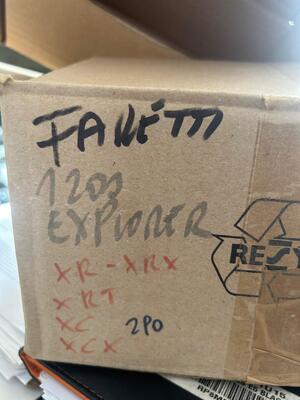 FARETTI
1200
EXPLORER
XR-XRX
XRT
XC 2PO
XCX
RESY